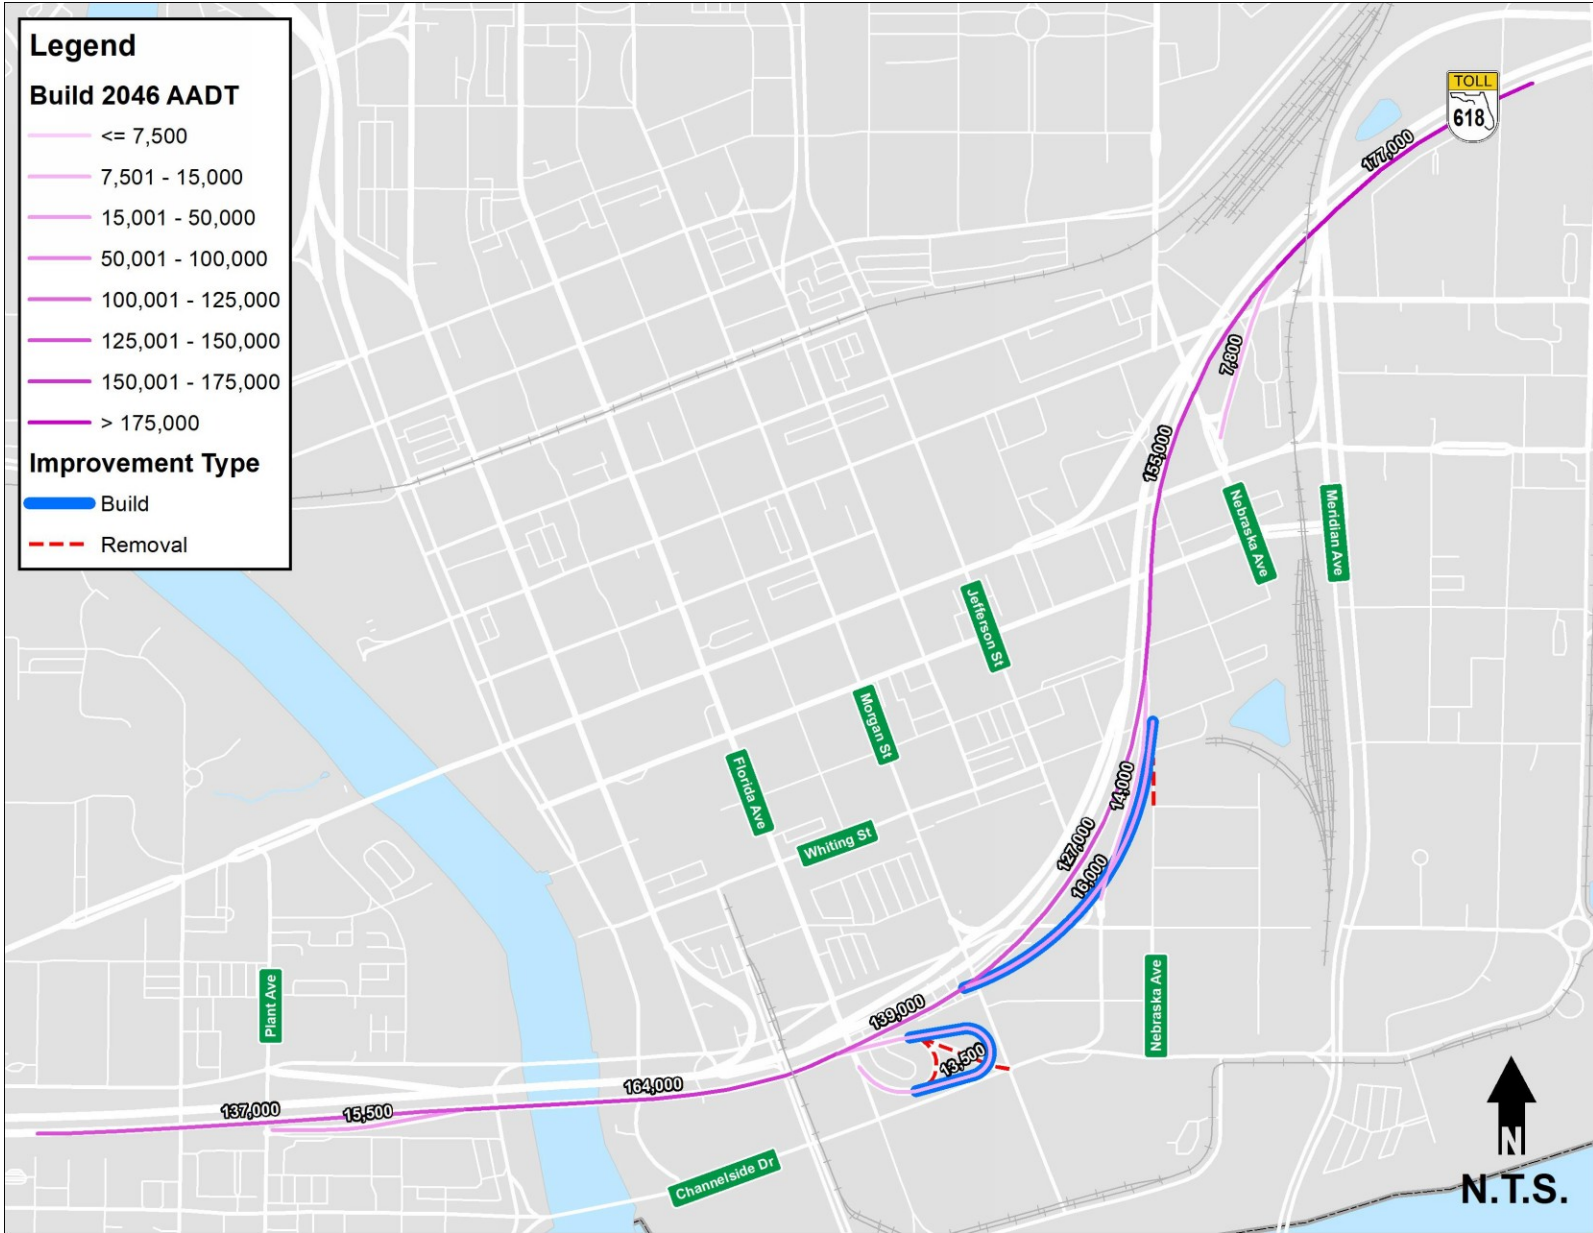 Legend
Build 2046 AADT
<= 7,500
7,501 - 15,000
15,001 - 50,000
50,001 - 100,000
100,001 - 125,000
125,001 - 150,000
150,001 - 175,000
> 175,000
Improvement Type
Build
Removal
TOLL
618
177,000
7,800
155,000
Nebraska Ave
Meridian Ave
Jefferson St
Morgan St
Florida Ave
Whiting St
14,000
127,000
16,000
139,000
13,500
Nebraska Ave
Plant Ave
164,000
137,000
15,500
Channelside Dr
N
N.T.S.